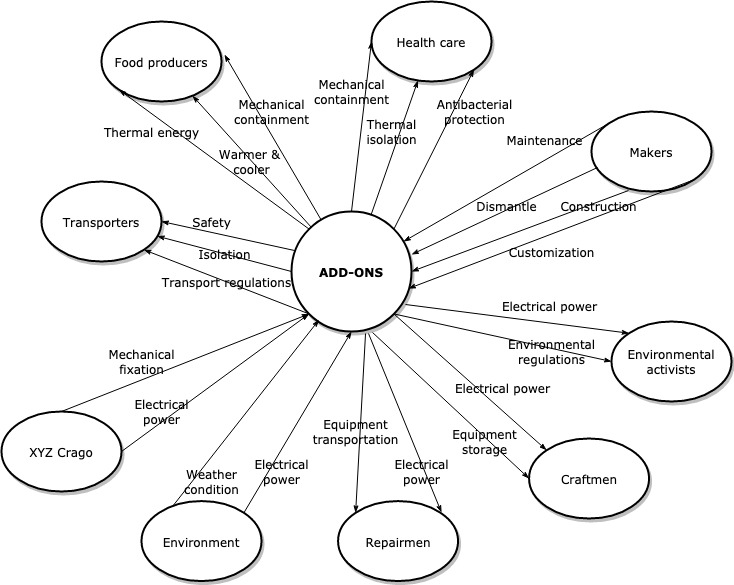 Health care
Food producers
Mechanical
containment
Mechanical
containment
Antibacterial
protection
Thermal energy
Thermal
isolation
Maintenance
Makers
Warmer &
cooler
Dismantle
Construction
Transporters
Safety
Isolation
Customization
ADD-ONS
Transport regulations
Electrical power
Environmental
regulations
Environmental
activists
Mechanical
fixation
Electrical power
Electrical
power
Equipment
transportation
Equipment
storage
XYZ Crago
Weather
condition
Electrical
power
Electrical
power
Craftmen
Environment
Repairmen